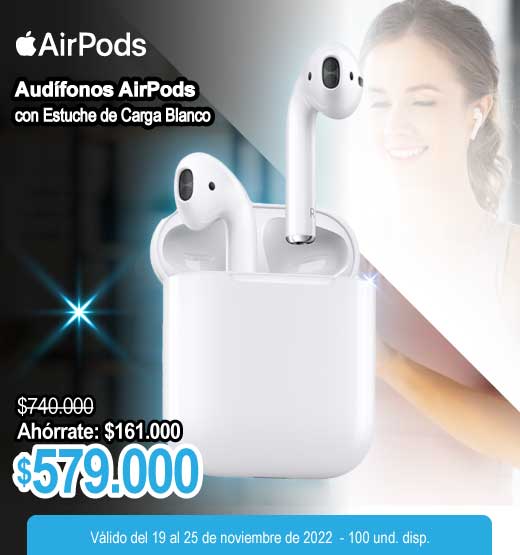 AirPods
Audífonos AirPods
con Estuche de Carga Blanco
R
$740.000
Ahórrate: $161.000
$579.000
Válido del 19 al 25 de noviembre de 2022 - 100 und. disp.